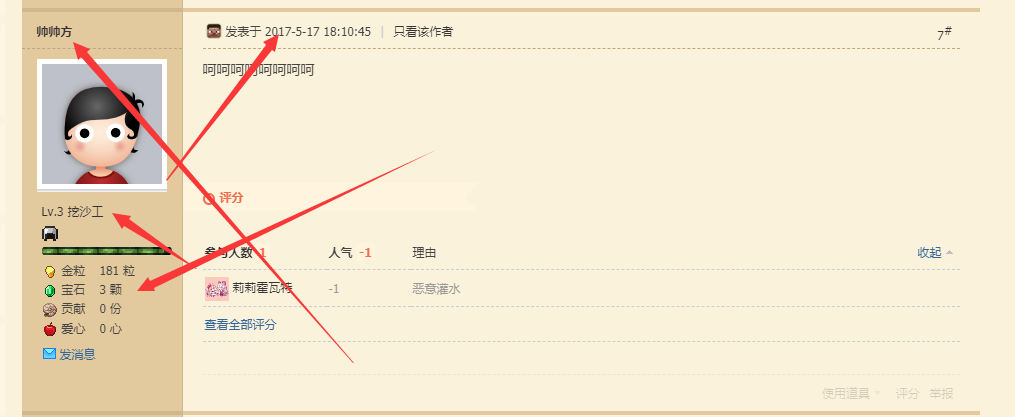 帅帅方
发表于 2017-5-17 18:10:45 | 只看该作者
7#
呵呵呵呵呵呵呵呵
Lv.3 挖沙工
金粒 181 粒
宝石 3 颗
贡献 0 份
爱心 0 心
发消息
评分
参与人数 1 人气 -1 理由 收起
莉莉霍瓦特 -1 恶意灌水
查看全部评分
使用道具 评分 举报